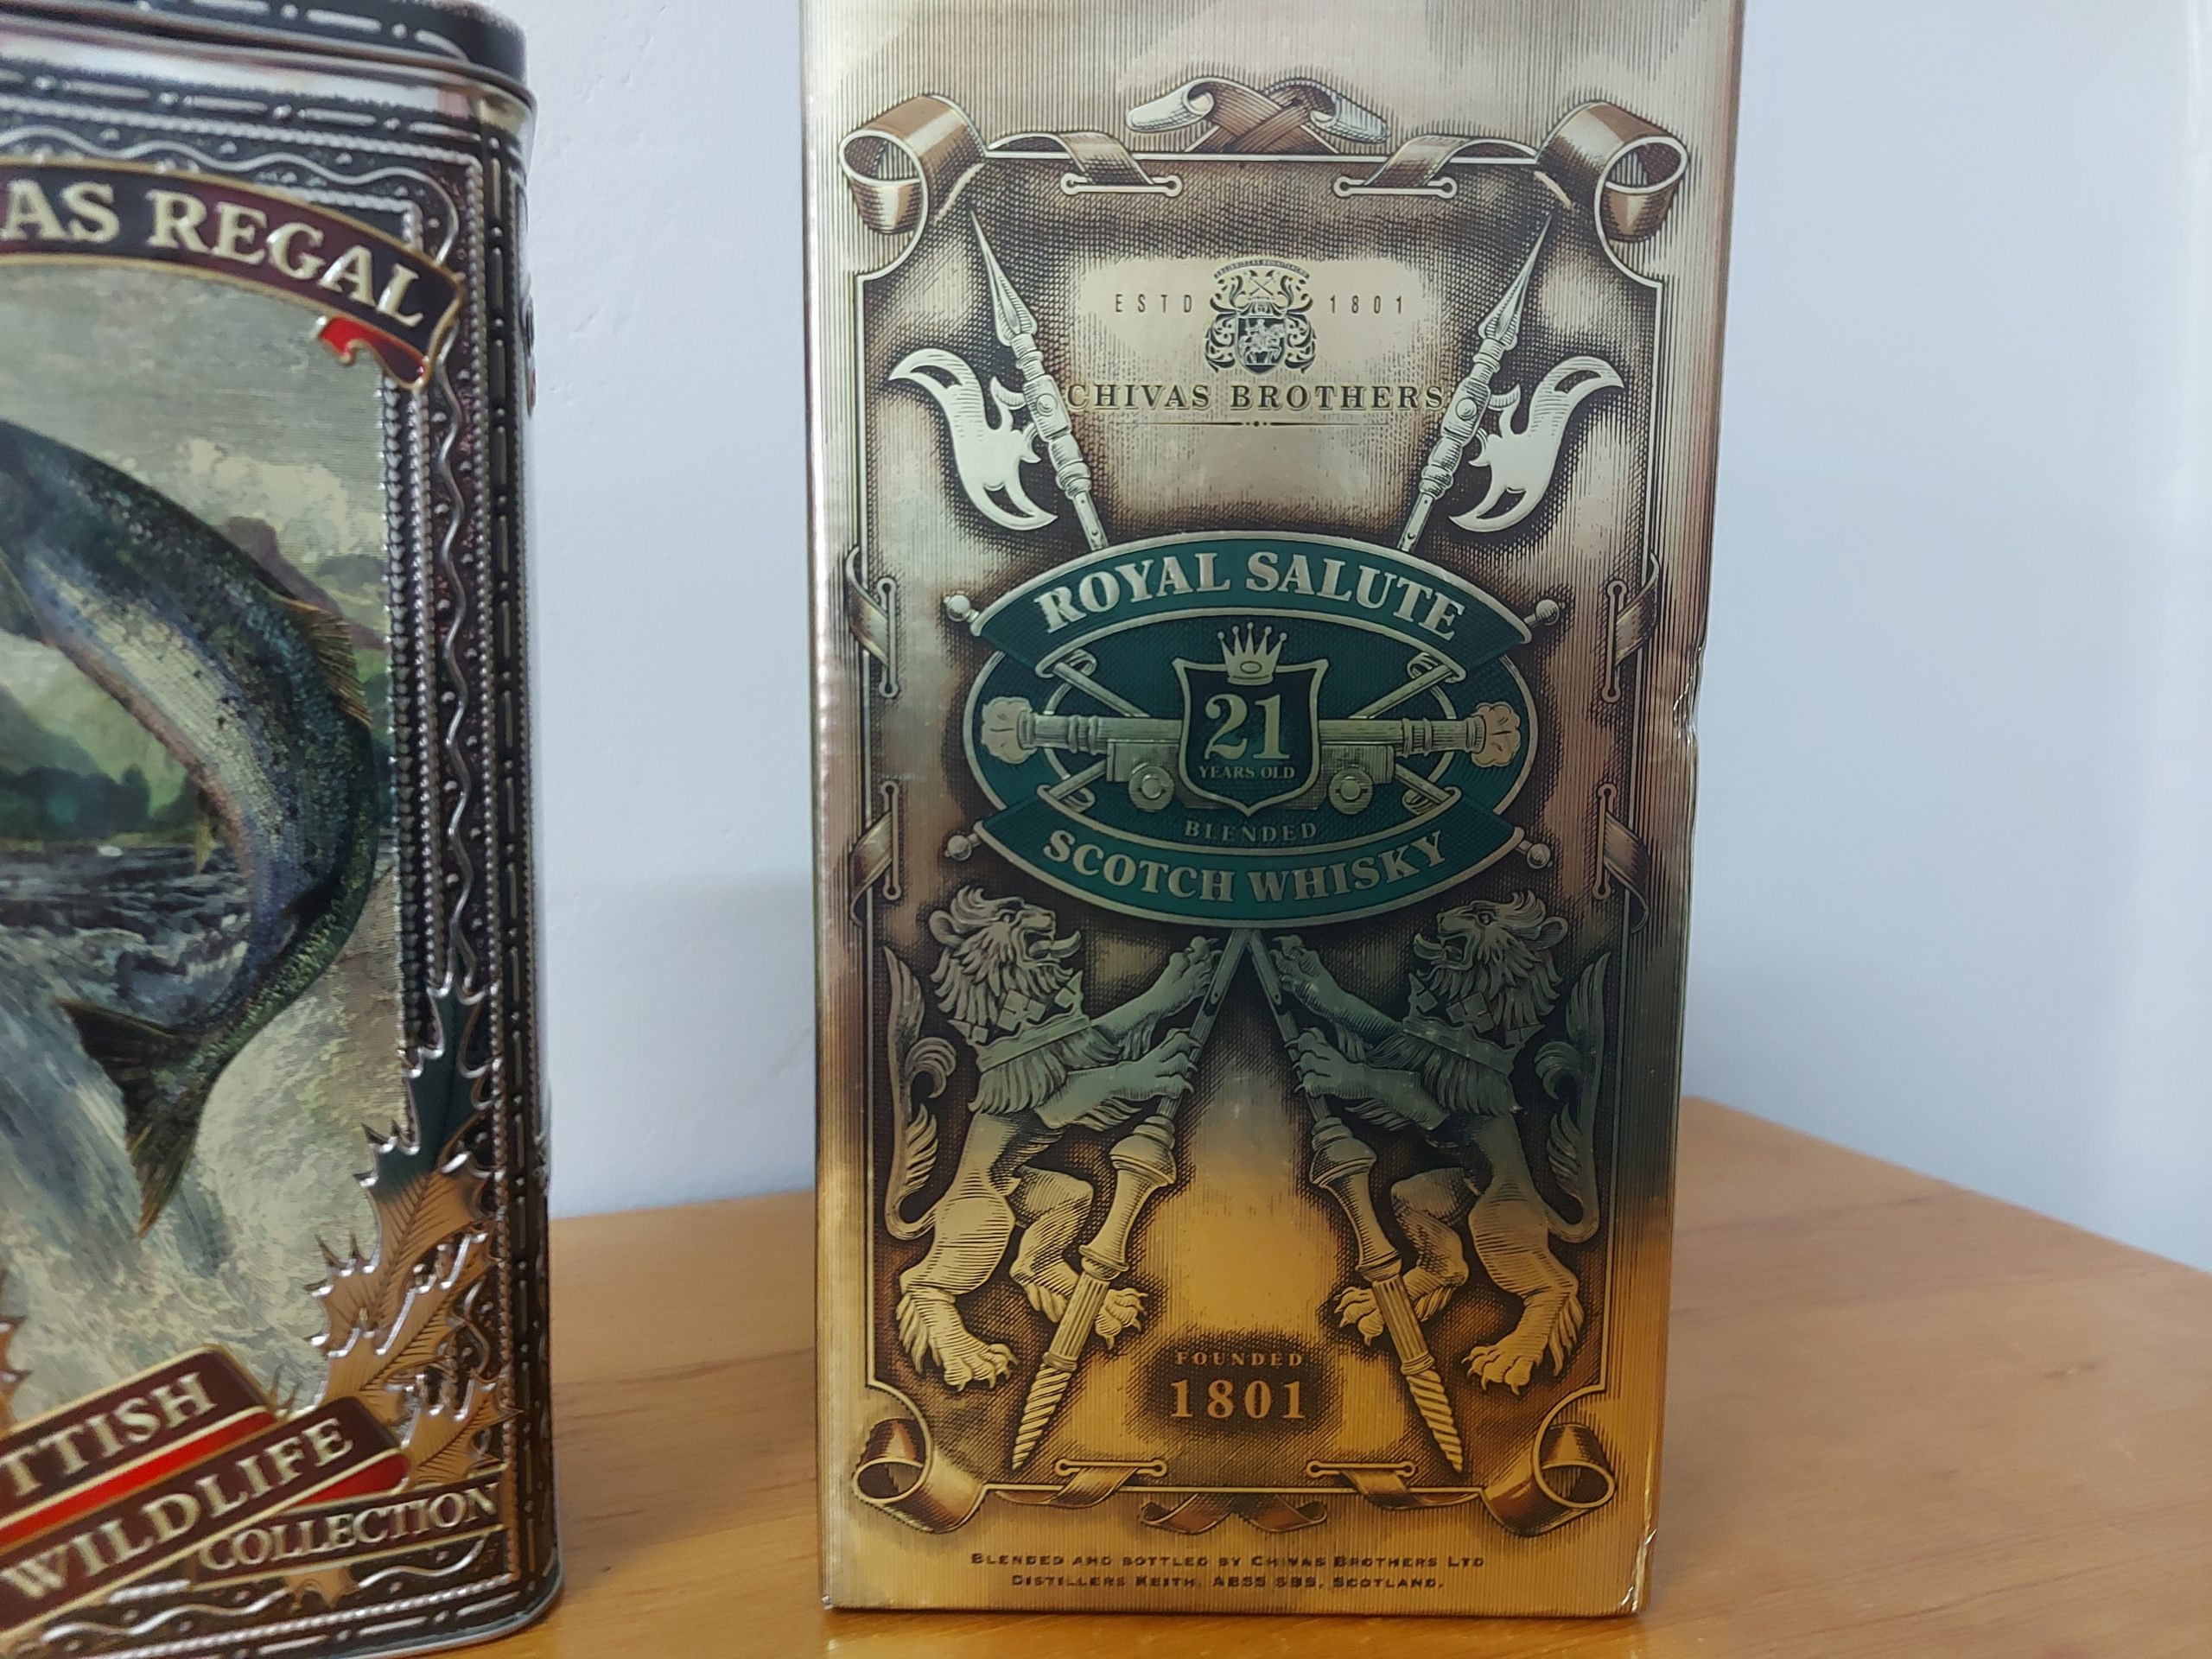 AS REGAL
TTISH
WILDLIFE
COLLECTION
ESTD 1801
CHIVAS BROTHERS
ROYAL SALUTE
21
YEARS OLD
BLENDED
SCOTCH WHISKY
FOUNDED
1801
BLENDED AND BOTTLED BY CHIVAS BROTHERS LTD
DISTILLERS KEITH, AB55 5BS, SCOTLAND.